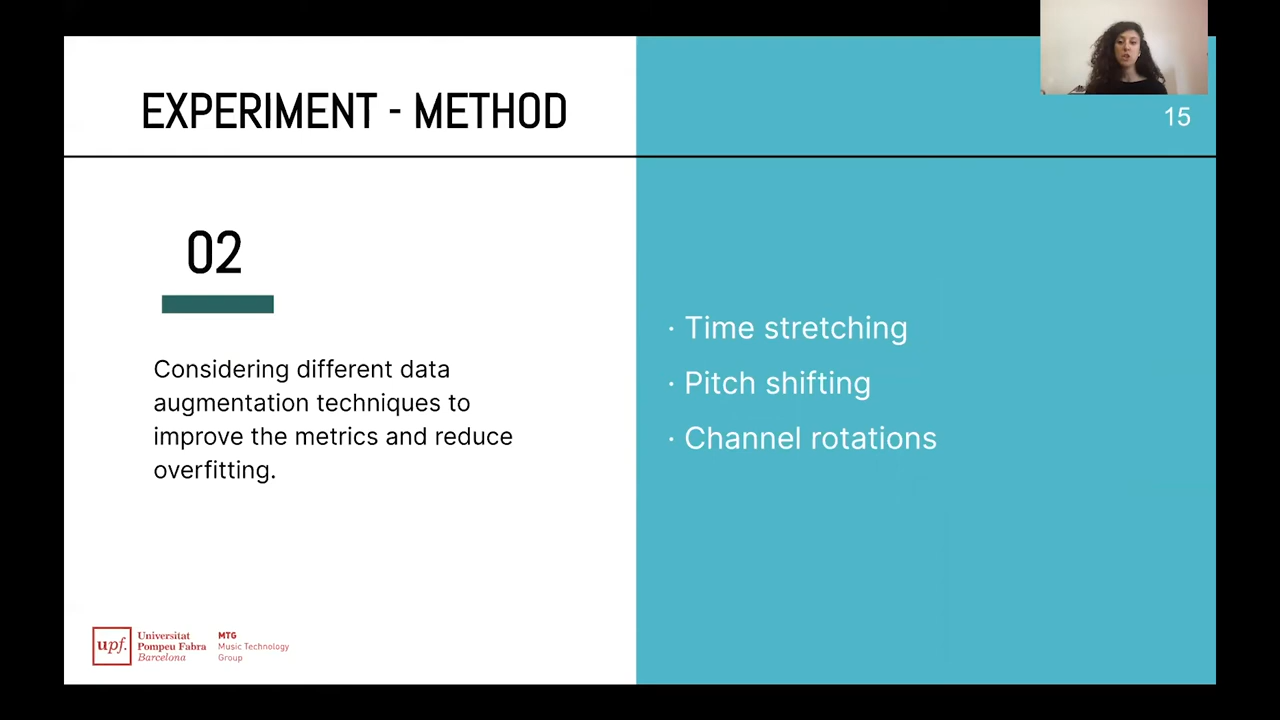 EXPERIMENT - METHOD
15
02
Considering different data
augmentation techniques to
improve the metrics and reduce
overfitting.
· Time stretching
· Pitch shifting
· Channel rotations
upf.
Universitat
Pompeu Fabra
Barcelona
MTG
Music Technology
Group